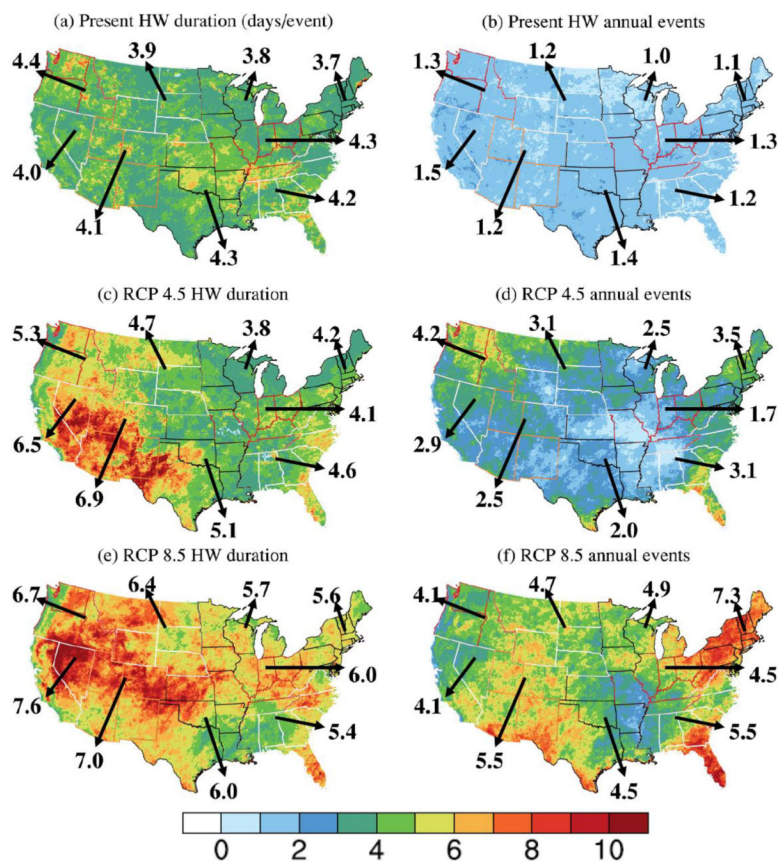 (a) Present HW duration (days/event)
(b) Present HW annual events
4.4 3.9 3.8 3.7
1.3 1.2 1.0 1.1
4.3
1.3
4.0
4.2
1.5
1.2
4.1
4.3
1.2
1.4
(c) RCP 4.5 HW duration
(d) RCP 4.5 annual events
5.3 4.7 3.8 4.2
4.2 3.1 2.5 3.5
4.1
1.7
6.5
4.6
2.9
3.1
6.9
5.1
2.5
2.0
(e) RCP 8.5 HW duration
(f) RCP 8.5 annual events
6.7 6.4 5.7 5.6
4.1 4.7 4.9 7.3
6.0
4.5
7.6
5.4
4.1
5.5
7.0
6.0
5.5
4.5
0 2 4 6 8 10